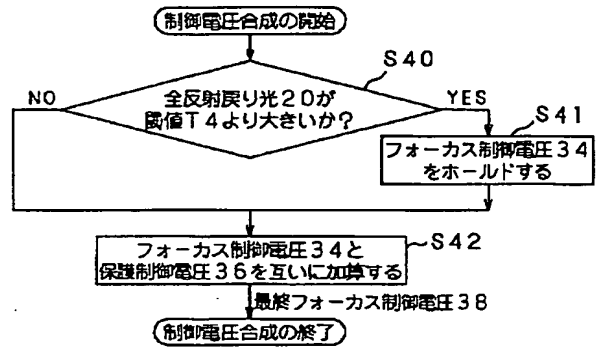 制御電圧合成の開始
S40
全反射戻り光20が
閾値T4より大きいか?
NO
YES
S41
フォーカス制御電圧34
をホールドする
フォーカス制御電圧34と
保護制御電圧36を互いに加算する
S42
最終フォーカス制御電圧38
制御電圧合成の終了